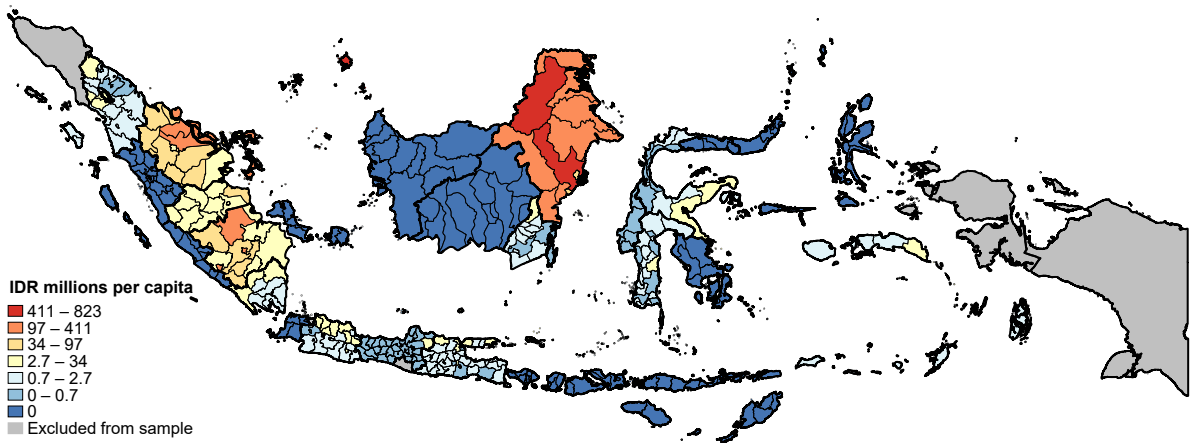 IDR millions per capita
411 – 823
97 – 411
34 – 97
2.7 – 34
0.7 – 2.7
0 – 0.7
0
Excluded from sample